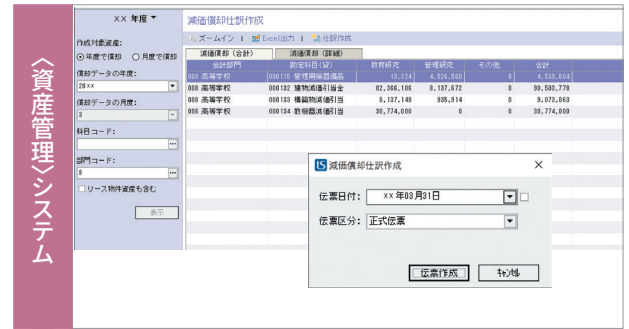 〈資産管理〉システム
×× 年度 ▼
減価償却仕訳作成
ズームイン | Excel出力 | 仕訳作成
作成対象資産:
年度で償却 月度で償却
償却データの年度:
20××
償却データの月度:
3
科目コード:
部門コード:
8
リース物件資産も含む
表示
減価償却（合計） 減価償却（詳細）
会計部門 勘定科目(貸) 教育研究 管理研究 その他 合計
008 高等学校 000115 管理用機器備品 13,324 4,526,560 0 4,539,884
008 高等学校 000132 建物減価引当金 82,366,106 8,137,672 0 90,503,778
008 高等学校 000133 構築物減価引当 8,137,149 935,914 0 9,073,063
008 高等学校 000134 教機器減価引当 30,774,000 0 0 30,774,000
LS 減価償却仕訳作成 ×
伝票日付: ××年03月31日
伝票区分: 正式伝票
伝票作成 ｷｬﾝｾﾙ